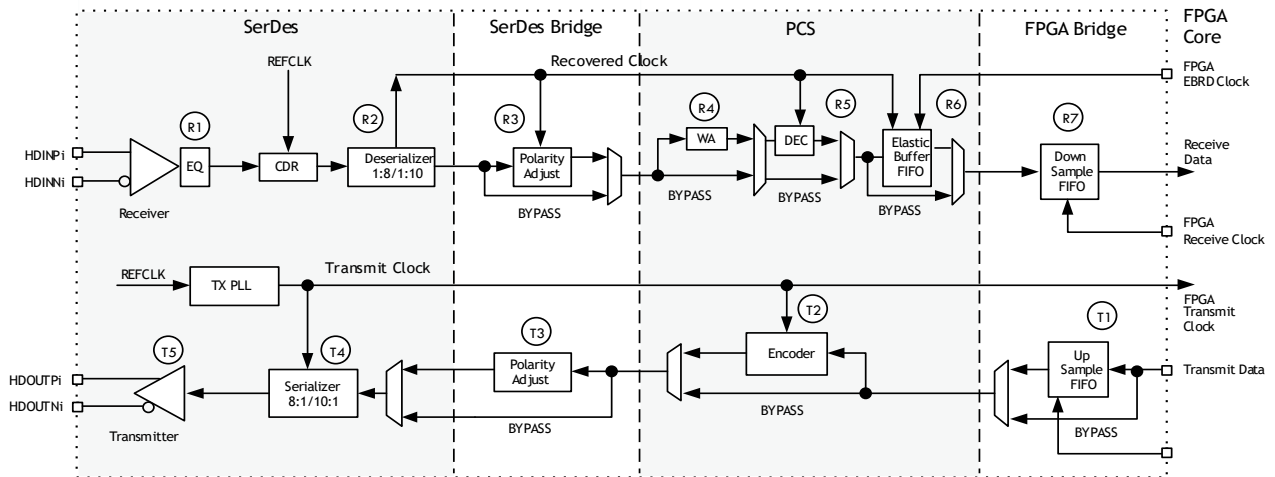 SerDes
SerDes Bridge
PCS
FPGA Bridge
FPGA
Core
REFCLK
Recovered Clock
FPGA
EBRD Clock
R1
R2
R3
R4
R5
R6
R7
HDINPi
HDINNi
EQ
CDR
Deserializer
1:8/1:10
Polarity
Adjust
WA
DEC
Elastic
Buffer
FIFO
Down
Sample
FIFO
Receive
Data
Receiver
BYPASS
BYPASS
BYPASS
BYPASS
FPGA
Receive Clock
REFCLK
TX PLL
Transmit Clock
FPGA
Transmit
Clock
T5
T4
T3
T2
T1
HDOUTPi
HDOUTNi
Serializer
8:1/10:1
Polarity
Adjust
Encoder
Up
Sample
FIFO
Transmit Data
Transmitter
BYPASS
BYPASS
BYPASS